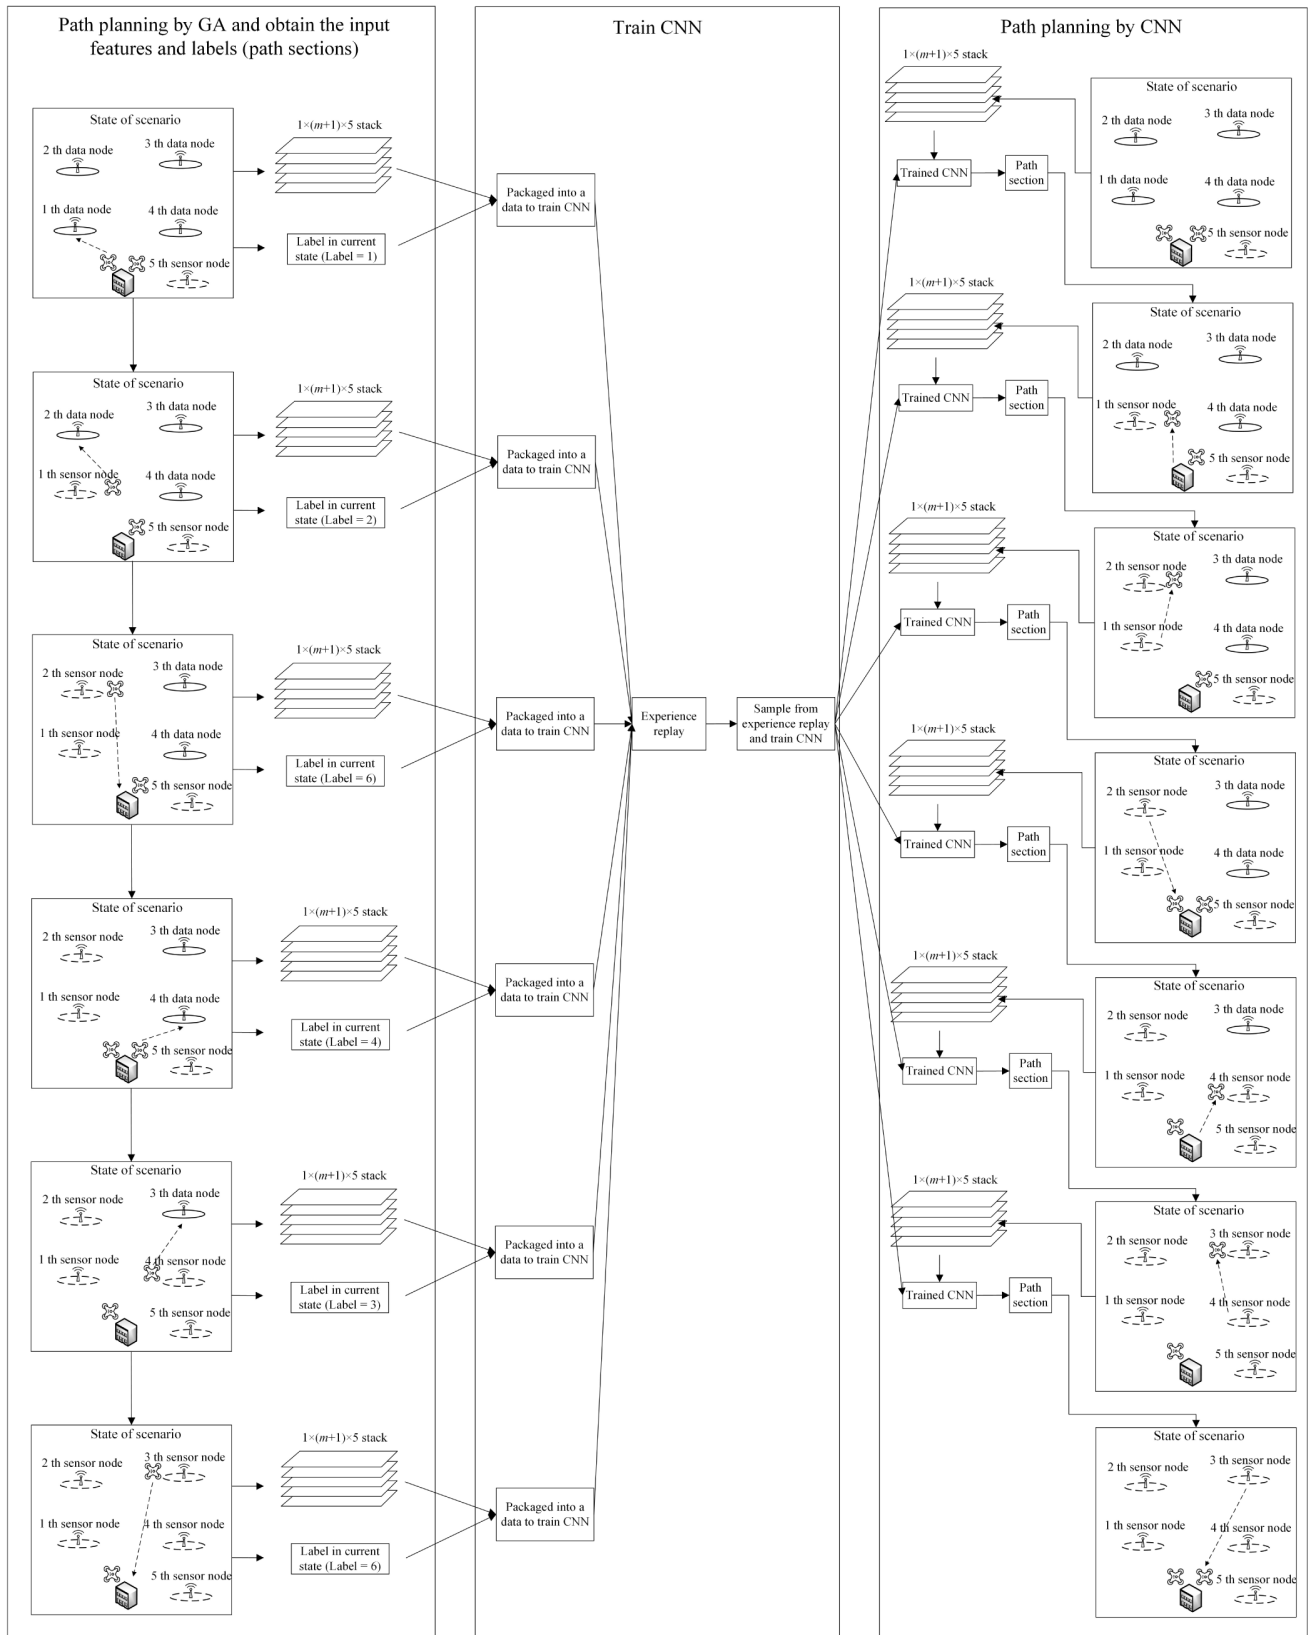 Path planning by GA and obtain the input
features and labels (path sections)
State of scenario
2 th data node
3 th data node
1 th data node
4 th data node
5 th sensor node
1×(m+1)×5 stack
Label in current
state (Label = 1)
State of scenario
2 th data node
3 th data node
1 th sensor node
4 th data node
5 th sensor node
1×(m+1)×5 stack
Label in current
state (Label = 2)
State of scenario
2 th sensor node
3 th data node
1 th sensor node
4 th data node
5 th sensor node
1×(m+1)×5 stack
Label in current
state (Label = 6)
State of scenario
2 th sensor node
3 th data node
1 th sensor node
4 th data node
5 th sensor node
1×(m+1)×5 stack
Label in current
state (Label = 4)
State of scenario
2 th sensor node
3 th data node
1 th sensor node
4 th sensor node
5 th sensor node
1×(m+1)×5 stack
Label in current
state (Label = 3)
State of scenario
2 th sensor node
3 th sensor node
1 th sensor node
4 th sensor node
5 th sensor node
1×(m+1)×5 stack
Label in current
state (Label = 6)
Train CNN
Packaged into a
data to train CNN
Packaged into a
data to train CNN
Packaged into a
data to train CNN
Packaged into a
data to train CNN
Packaged into a
data to train CNN
Packaged into a
data to train CNN
Experience
replay
Sample from
experience replay
and train CNN
Path planning by CNN
1×(m+1)×5 stack
Trained CNN
Path
section
State of scenario
2 th data node
3 th data node
1 th data node
4 th data node
5 th sensor node
1×(m+1)×5 stack
Trained CNN
Path
section
State of scenario
2 th data node
3 th data node
1 th sensor node
4 th data node
5 th sensor node
1×(m+1)×5 stack
Trained CNN
Path
section
State of scenario
2 th sensor node
3 th data node
1 th sensor node
4 th data node
5 th sensor node
1×(m+1)×5 stack
Trained CNN
Path
section
State of scenario
2 th sensor node
3 th data node
1 th sensor node
4 th data node
5 th sensor node
1×(m+1)×5 stack
Trained CNN
Path
section
State of scenario
2 th sensor node
3 th data node
1 th sensor node
4 th sensor node
5 th sensor node
1×(m+1)×5 stack
Trained CNN
Path
section
State of scenario
2 th sensor node
3 th sensor node
1 th sensor node
4 th sensor node
5 th sensor node
State of scenario
2 th sensor node
3 th sensor node
1 th sensor node
4 th sensor node
5 th sensor node